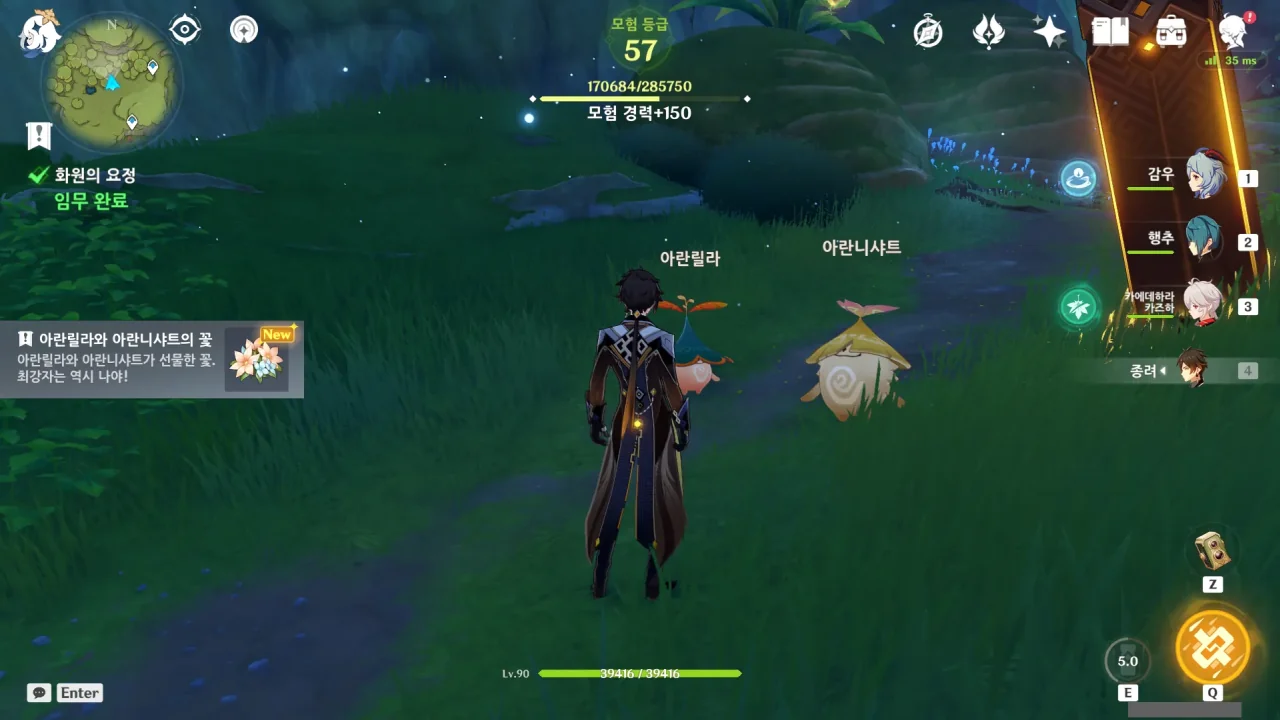 N
모험 등급
57
170684/285750
모험 경력+150
35 ms
화원의 요정
임무 완료
감우
1
행추
2
카에데하라
카즈하
3
종려
4
아란릴라
아란니샤트
아란릴라와 아란니샤트의 꽃
New
아란릴라와 아란니샤트가 선물한 꽃.
최강자는 역시 나야!
Z
5.0
E
Q
Lv.90
39416 / 39416
Enter